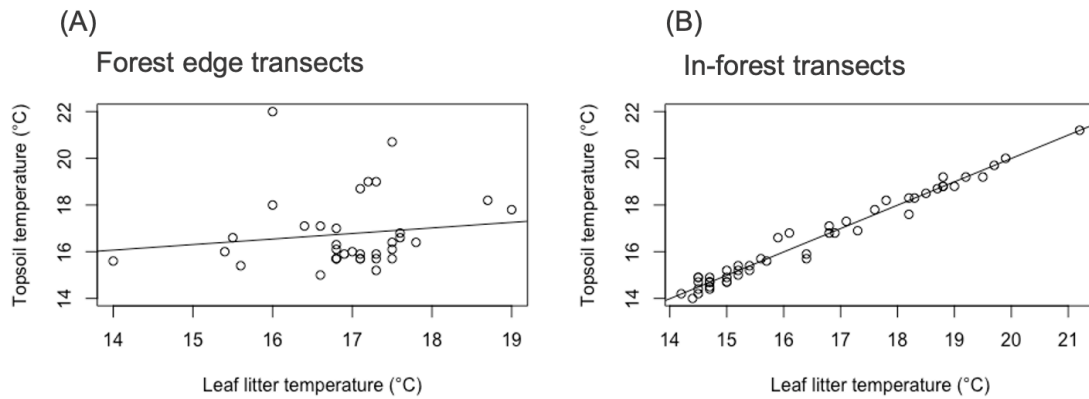 (A)
Forest edge transects
Topsoil temperature (°C)
22
20
18
16
14
14 15 16 17 18 19
Leaf litter temperature (°C)
(B)
In-forest transects
Topsoil temperature (°C)
22
20
18
16
14
14 15 16 17 18 19 20 21
Leaf litter temperature (°C)